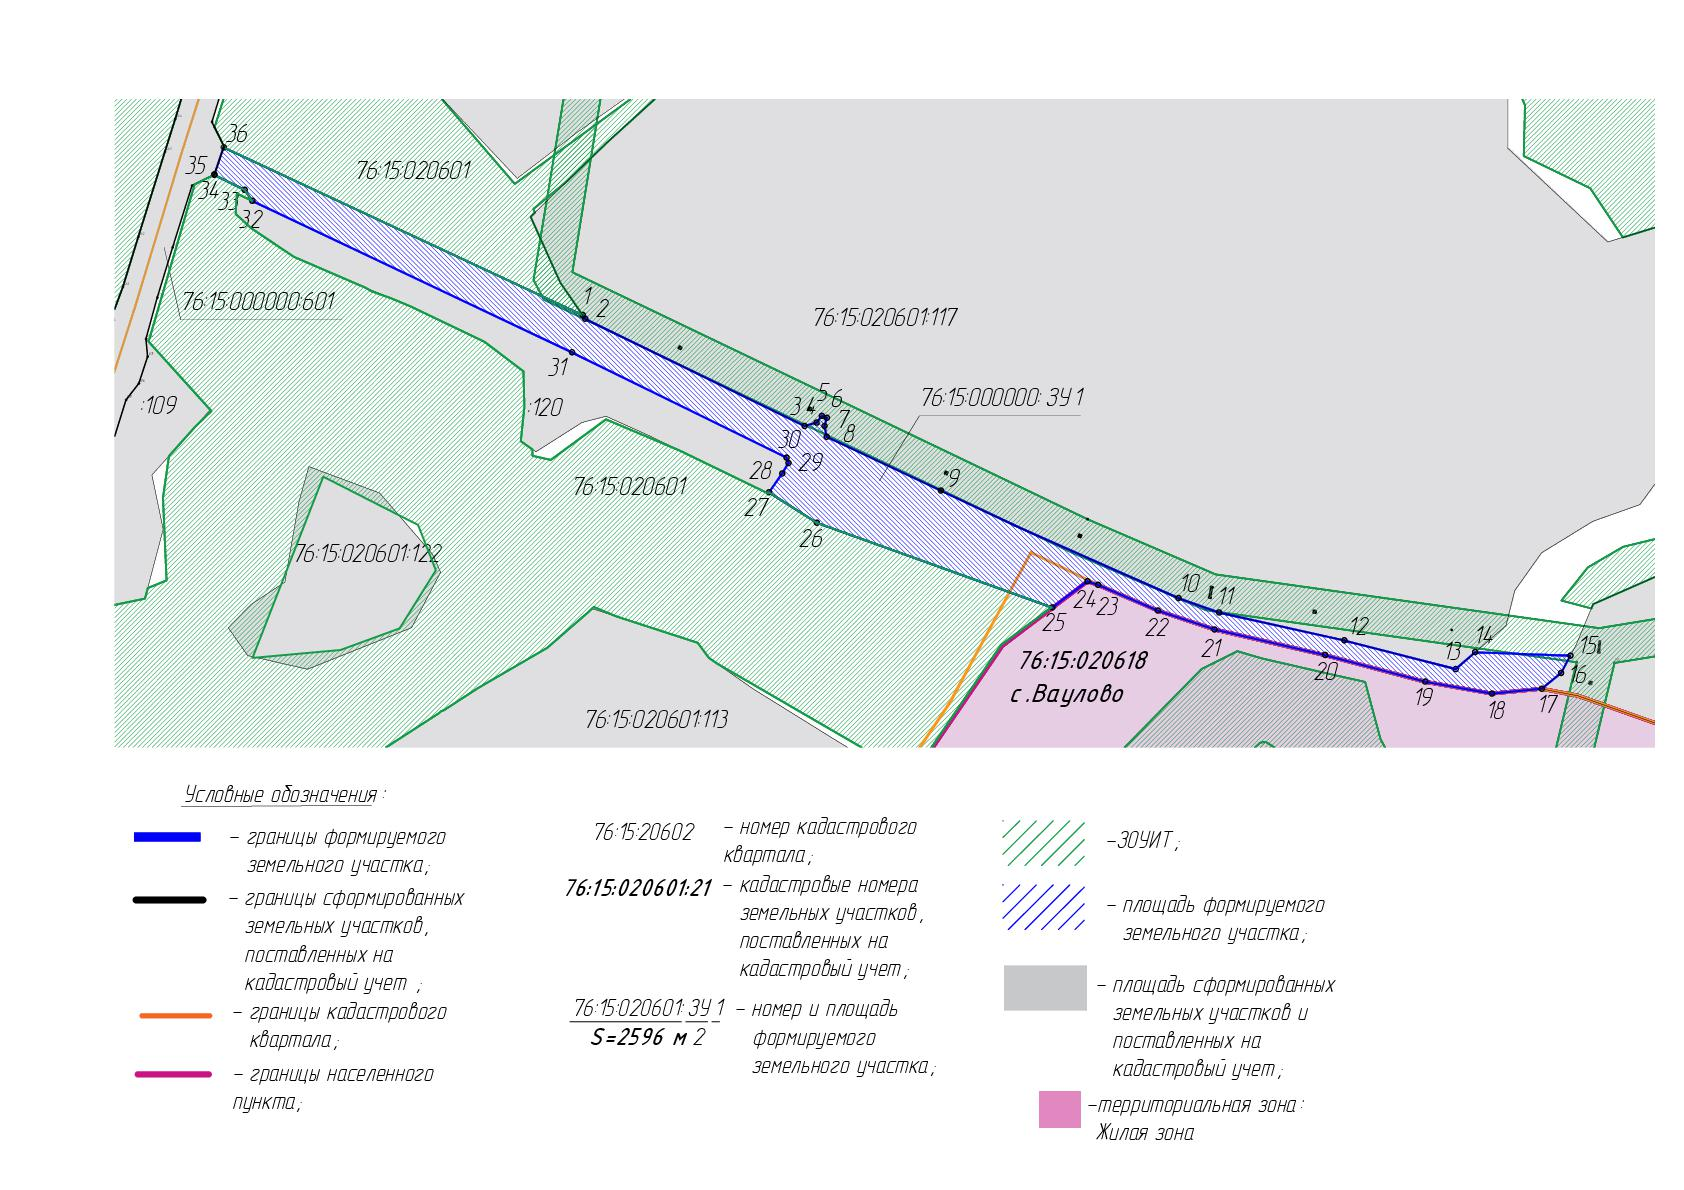 36
35
34
33
32
76:15:020601
76:15:000000:601
:109
1
2
31
:120
76:15:020601:117
76:15:000000: ЗУ 1
3
4
5
6
7
8
30
29
28
27
26
9
76:15:020601
76:15:020601:122
10
11
12
13
14
15
16
17
18
19
20
21
22
23
24
25
76:15:020618
с.Ваулово
76:15:020601:113
Условные обозначения:
- границы формируемого
земельного участка;
- границы сформированных
земельных участков,
поставленных на
кадастровый учет ;
- границы кадастрового
квартала;
- границы населенного
пункта;
76:15:20602
- номер кадастрового
квартала;
76:15:020601:21
- кадастровые номера
земельных участков,
поставленных на
кадастровый учет;
76:15:020601: ЗУ 1
S=2596 м 2
- номер и площадь
формируемого
земельного участка;
-ЗОУИТ;
- площадь формируемого
земельного участка;
- площадь сформированных
земельных участков и
поставленных на
кадастровый учет;
-территориальная зона:
Жилая зона